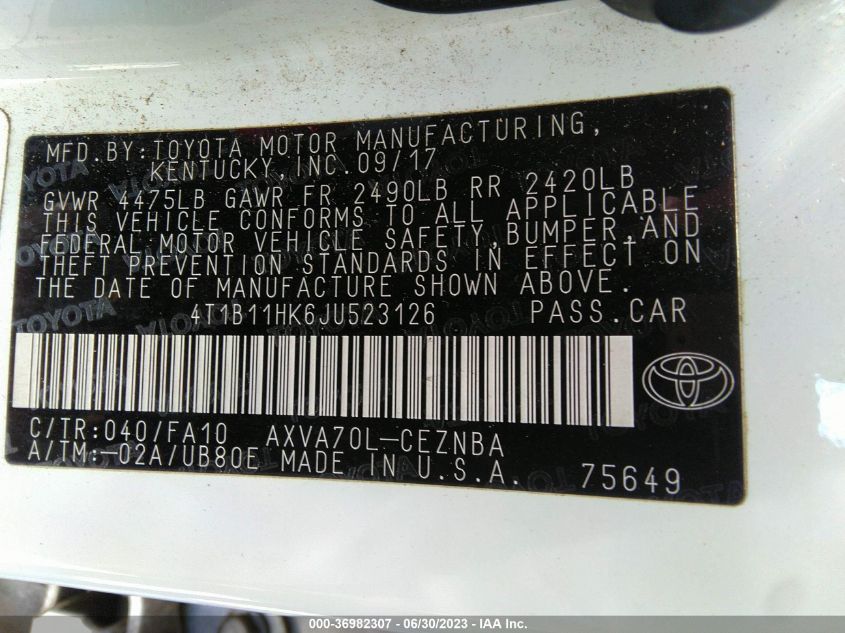 MFD. BY: TOYOTA MOTOR MANUFACTURING,
KENTUCKY, INC. 09/17
GVWR 4475LB GAWR FR 2490LB RR 2420LB
THIS VEHICLE CONFORMS TO ALL APPLICABLE
FEDERAL MOTOR VEHICLE SAFETY, BUMPER, AND
THEFT PREVENTION STANDARDS IN EFFECT ON
THE DATE OF MANUFACTURE SHOWN ABOVE.
4T1B11HK6JU523126 PASS. CAR
C/TR: 040/FA10 AXVA70L-CEZNBA
A/TM: -02A/UB80E MADE IN U.S.A. 75649
000-36982307 - 06/30/2023 - IAA Inc.